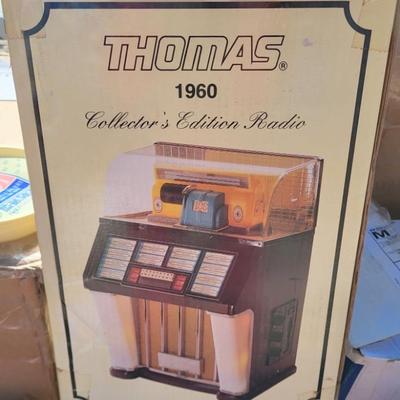 THOMAS®
1960
Collector's Edition Radio
M